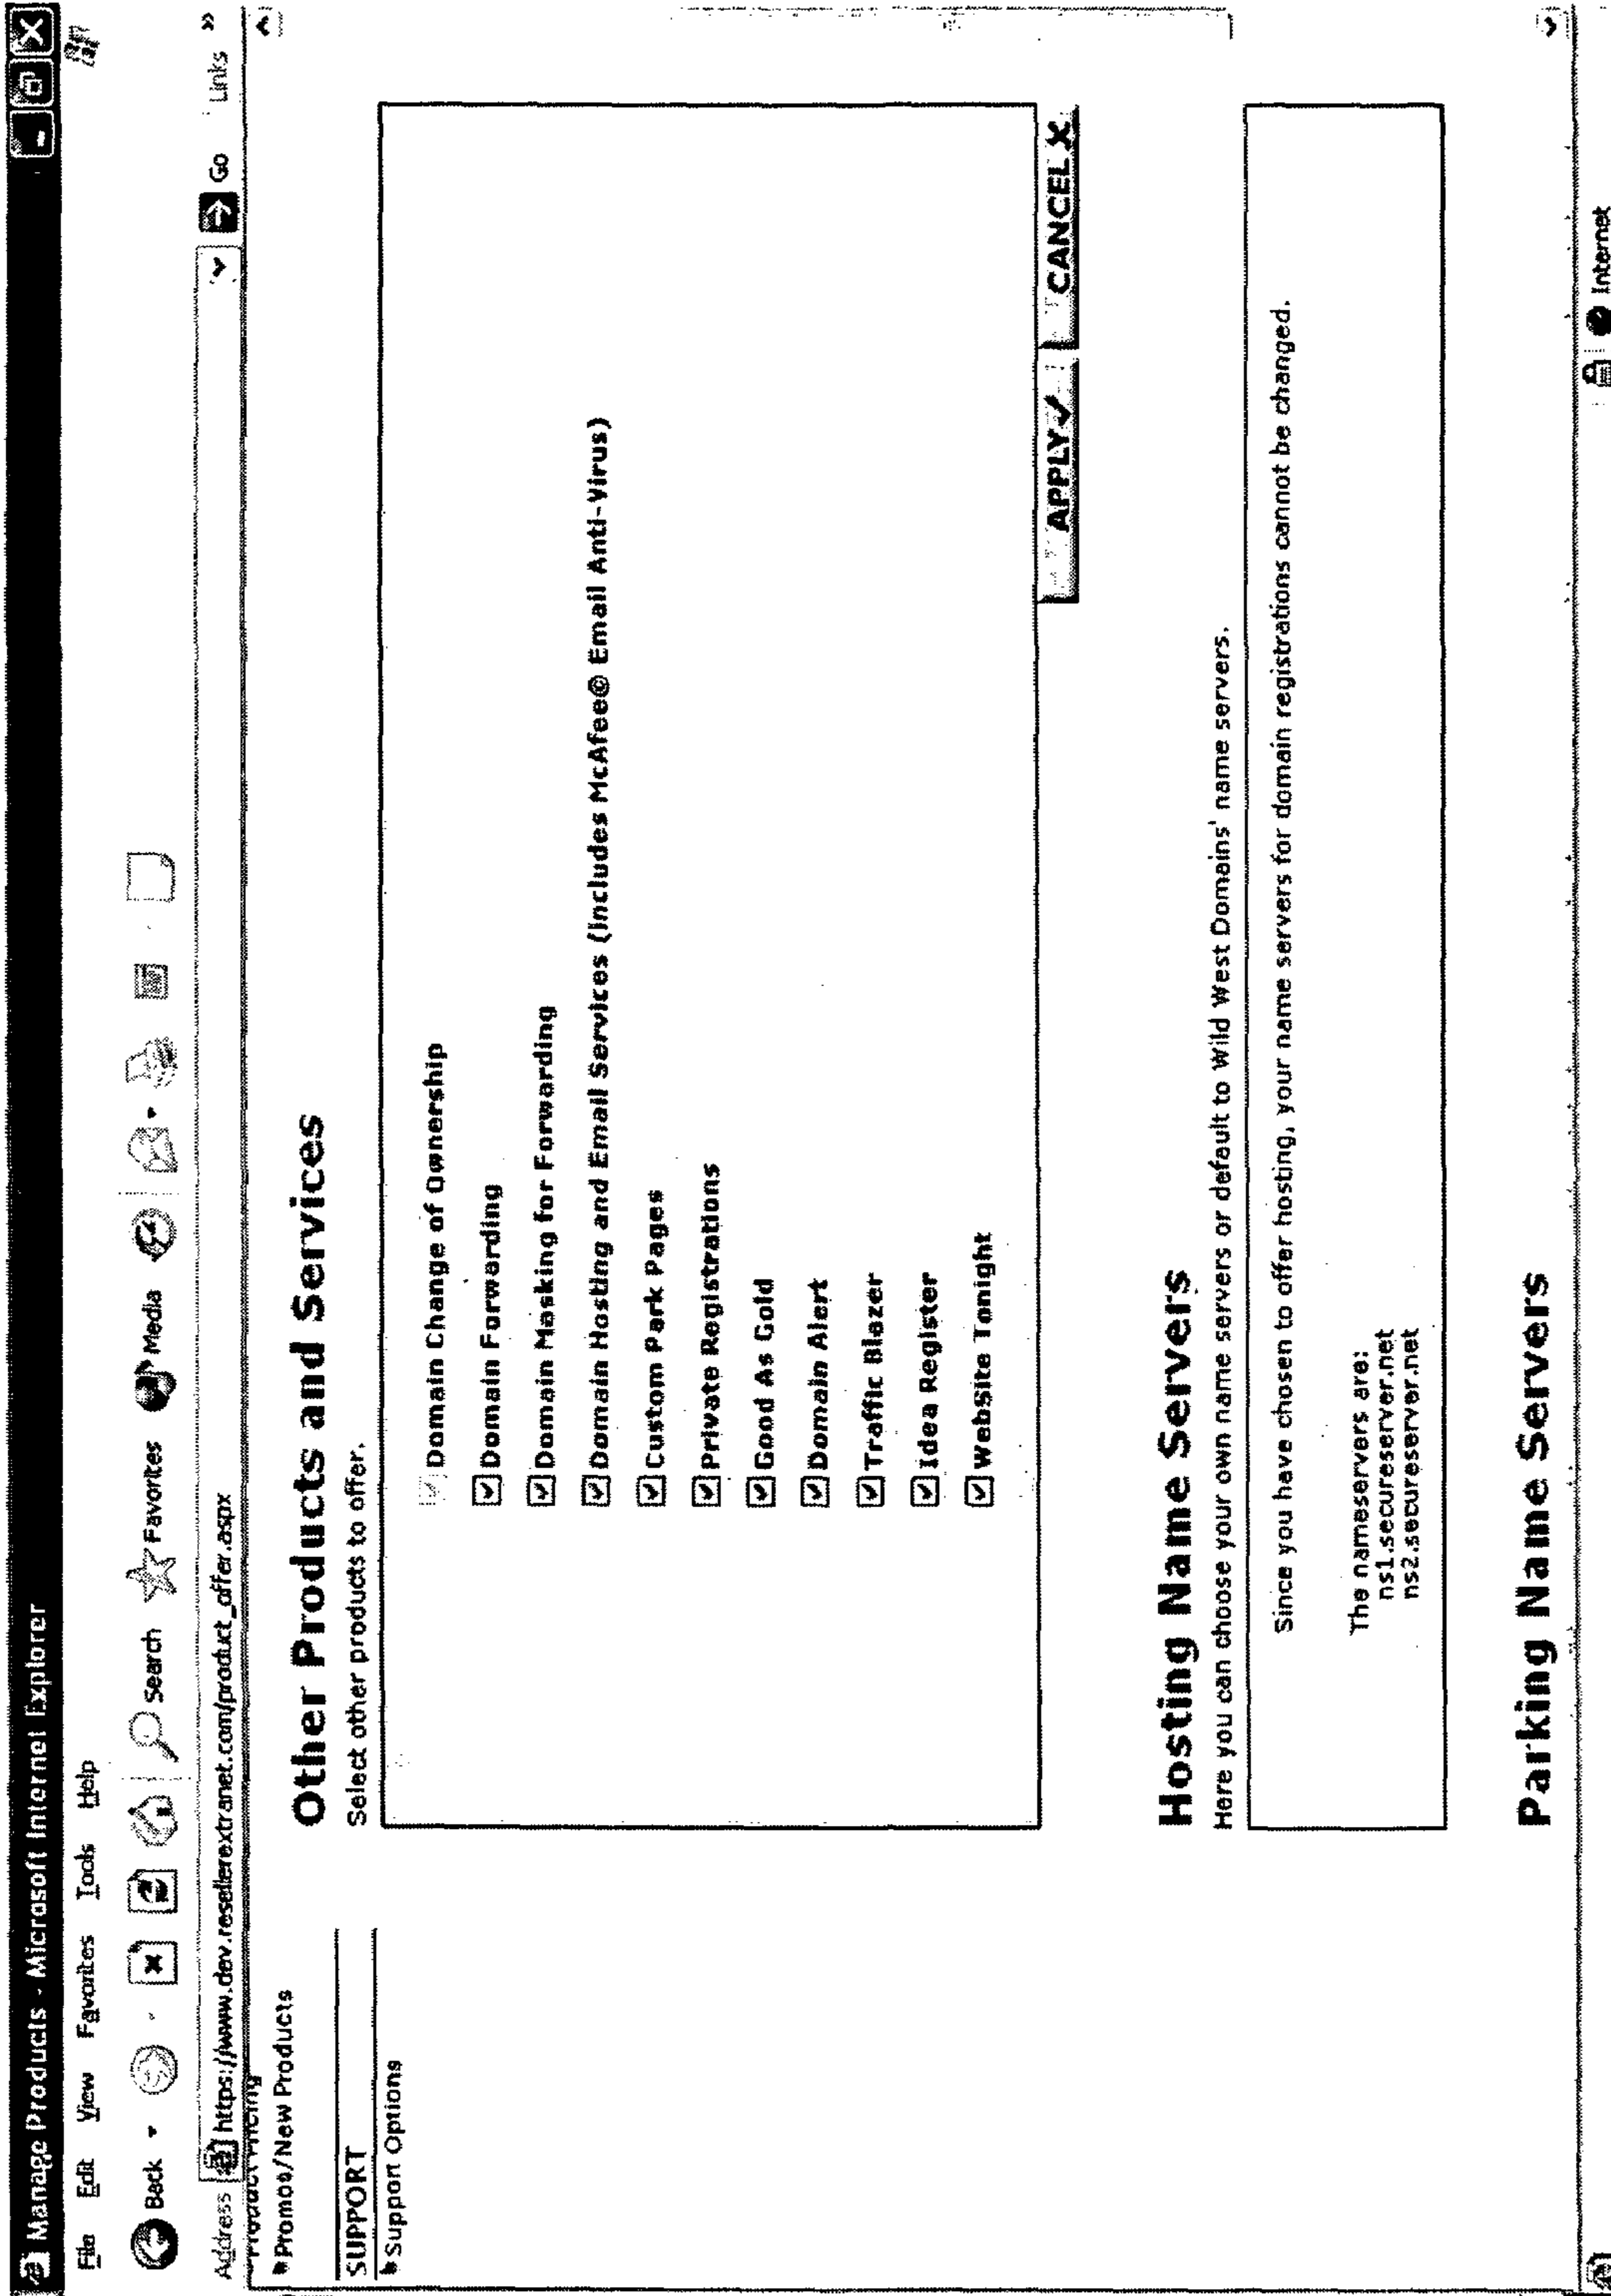 Manage Products - Microsoft Internet Explorer
File Edit View Favorites Tools Help
Back Search Favorites Media
Address https://www.dev.resellerextranet.com/product_offer.aspx Go Links »
Product Pricing
Promos/New Products
SUPPORT
Support Options
Other Products and Services
Select other products to offer.
Domain Change of Ownership
Domain Forwarding
Domain Masking for Forwarding
Domain Hosting and Email Services (Includes McAfee® Email Anti-Virus)
Custom Park Pages
Private Registrations
Good As Gold
Domain Alert
Traffic Blazer
Idea Register
WebSite Tonight
APPLY CANCEL
Hosting Name Servers
Here you can choose your own name servers or default to Wild West Domains' name servers.
Since you have chosen to offer hosting, your name servers for domain registrations cannot be changed.
The nameservers are:
ns1.secureserver.net
ns2.secureserver.net
Parking Name Servers
Internet